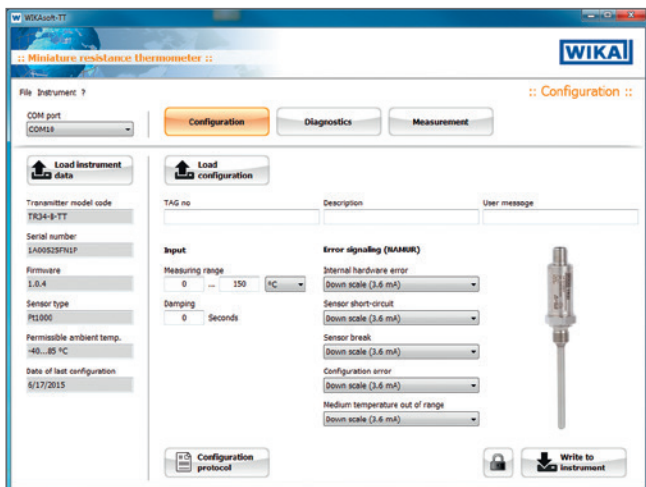 WIKAsoft-TT
:: Miniature resistance thermometer ::
WIKA
File Instrument ?
:: Configuration ::
COM port
COM10
Configuration
Diagnostics
Measurement
Load instrument
data
Load
configuration
Transmitter model code
TR34-B-TT
TAG no
Description
User message
Serial number
1A00525FN1P
Input
Error signaling (NAMUR)
Firmware
1.0.4
Measuring range
0 ... 150 °C
Internal hardware error
Down scale (3.6 mA)
Sensor type
Pt1000
Damping
0 Seconds
Sensor short-circuit
Down scale (3.6 mA)
Permissible ambient temp.
-40...85 °C
Sensor break
Down scale (3.6 mA)
Date of last configuration
6/17/2015
Configuration error
Down scale (3.6 mA)
Medium temperature out of range
Down scale (3.6 mA)
Configuration
protocol
Write to
instrument